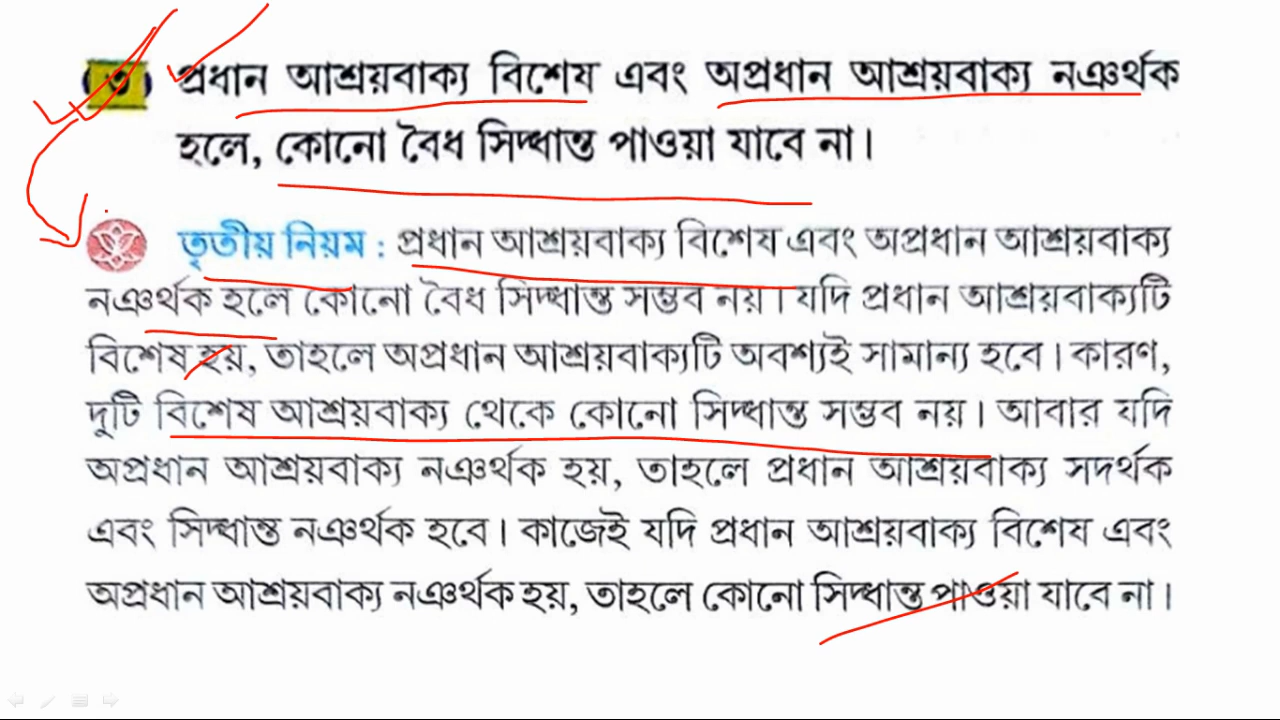 (৩) প্রধান আশ্রয়বাক্য বিশেষ এবং অপ্রধান আশ্রয়বাক্য নঞর্থক
হলে, কোনো বৈধ সিদ্ধান্ত পাওয়া যাবে না।
তৃতীয় নিয়ম : প্রধান আশ্রয়বাক্য বিশেষ এবং অপ্রধান আশ্রয়বাক্য
নঞর্থক হলে কোনো বৈধ সিদ্ধান্ত সম্ভব নয়। যদি প্রধান আশ্রয়বাক্যটি
বিশেষ হয়, তাহলে অপ্রধান আশ্রয়বাক্যটি অবশ্যই সামান্য হবে। কারণ,
দুটি বিশেষ আশ্রয়বাক্য থেকে কোনো সিদ্ধান্ত সম্ভব নয়। আবার যদি
অপ্রধান আশ্রয়বাক্য নঞর্থক হয়, তাহলে প্রধান আশ্রয়বাক্য সদর্থক
এবং সিদ্ধান্ত নঞর্থক হবে। কাজেই যদি প্রধান আশ্রয়বাক্য বিশেষ এবং
অপ্রধান আশ্রয়বাক্য নঞর্থক হয়, তাহলে কোনো সিদ্ধান্ত পাওয়া যাবে না।